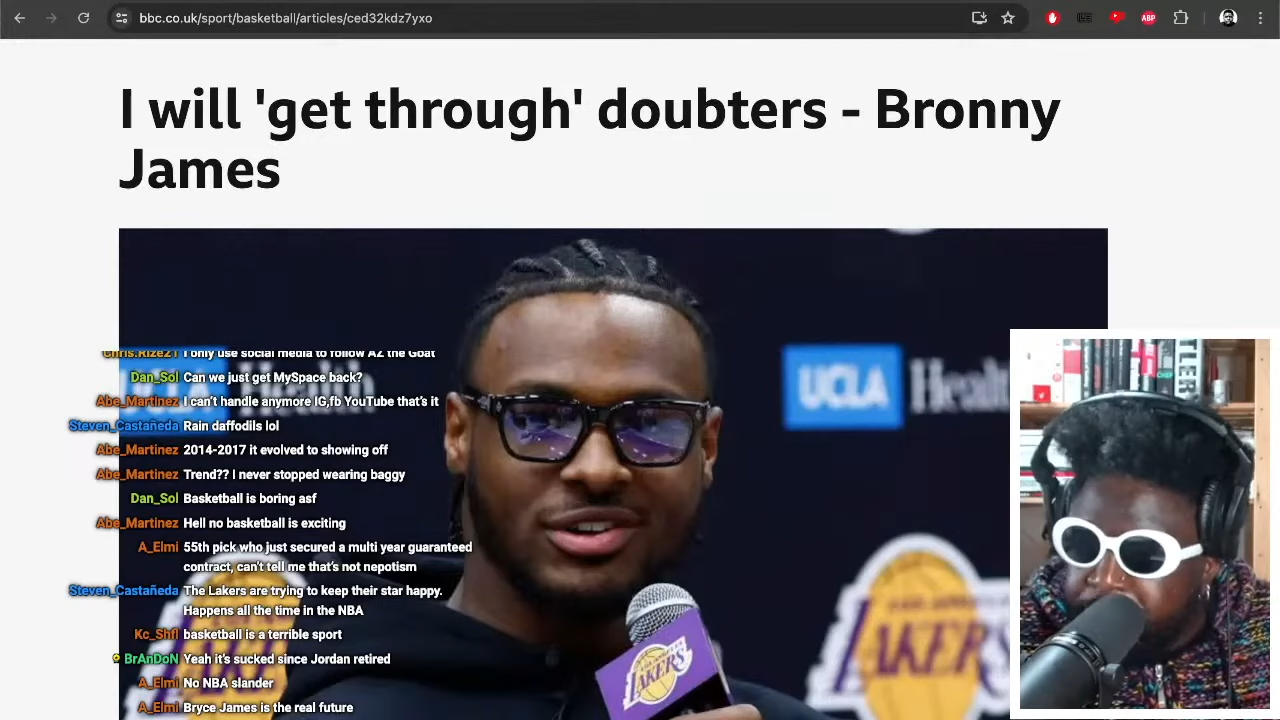 bbc.co.uk/sport/basketball/articles/ced32kdz7yxo
ABP
I will 'get through' doubters - Bronny
James
UCLA Health
Chris.Rize21 I only use social media to follow AZ the Goat
Dan_Sol Can we just get MySpace back?
Abe_Martinez I can't handle anymore IG,fb YouTube that's it
Steven_Castañeda Rain daffodils lol
Abe_Martinez 2014-2017 it evolved to showing off
Abe_Martinez Trend?? I never stopped wearing baggy
Dan_Sol Basketball is boring asf
Abe_Martinez Hell no basketball is exciting
A_Elmi 55th pick who just secured a multi year guaranteed
contract, can't tell me that's not nepotism
Steven_Castañeda The Lakers are trying to keep their star happy.
Happens all the time in the NBA
Kc_Shfl basketball is a terrible sport
BrAnDoN Yeah it's sucked since Jordan retired
A_Elmi No NBA slander
A_Elmi Bryce James is the real future
LAKERS
LAKERS
LAKERS